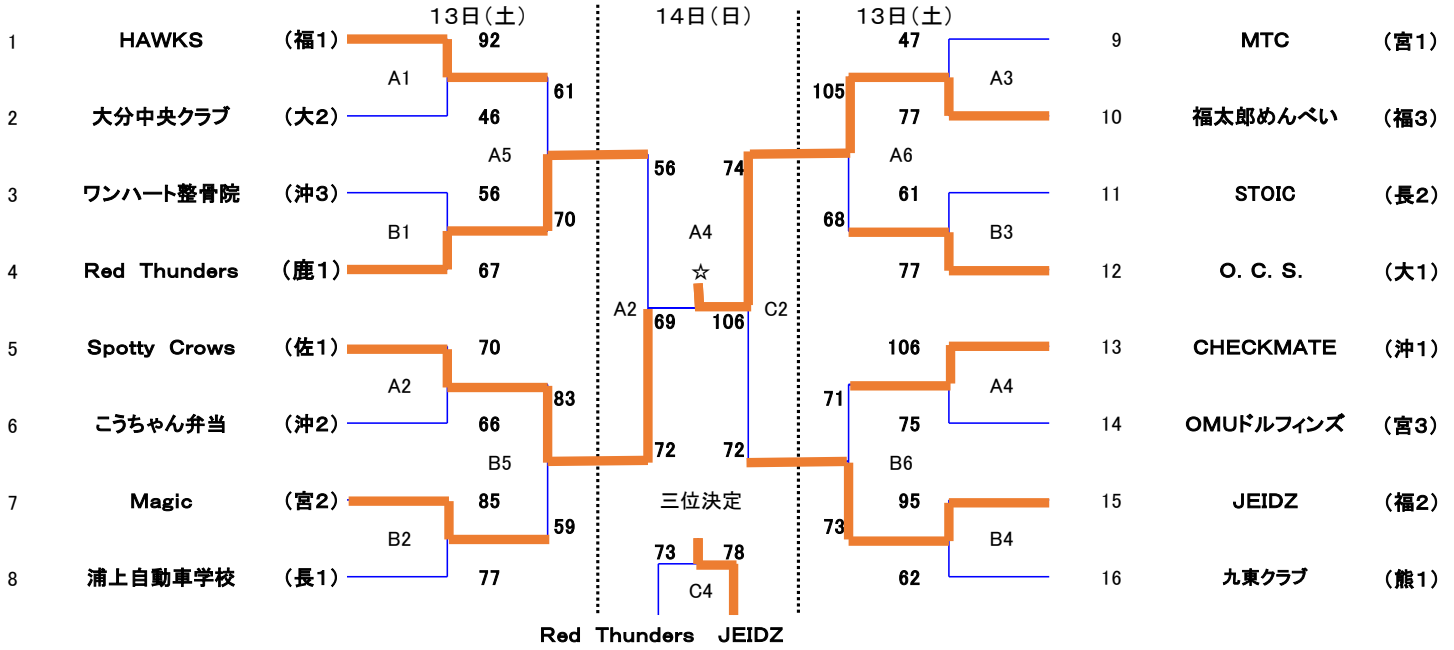 13日(土) 14日(日) 13日(土)
1 HAWKS (福1) 92 47 9 MTC (宮1)
A1 61 105 A3
2 大分中央クラブ (大2) 46 77 10 福太郎めんべい (福3)
A5 56 74 A6
3 ワンハート整骨院 (沖3) 56 61 11 STOIC (長2)
B1 70 A4 68 B3
4 Red Thunders (鹿1) 67 ☆ 77 12 O. C. S. (大1)
A2 69 106 C2
5 Spotty Crows (佐1) 70 106 13 CHECKMATE (沖1)
A2 83 71 A4
6 こうちゃん弁当 (沖2) 66 75 14 OMUドルフィンズ (宮3)
B5 72 72 B6
7 Magic (宮2) 85 三位決定 95 15 JEIDZ (福2)
B2 59 73 B4
8 浦上自動車学校 (長1) 77 73 78 62 16 九東クラブ (熊1)
C4
Red Thunders JEIDZ